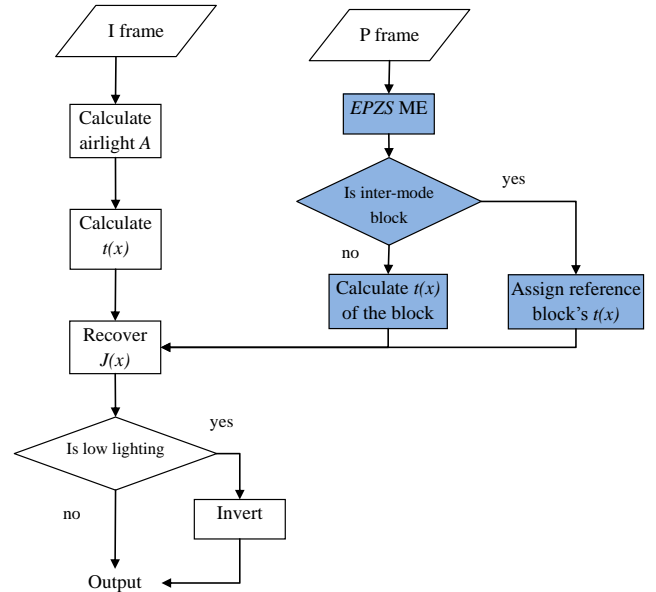 I frame
P frame
Calculate
airlight A
EPZS ME
Is inter-mode
block
yes
no
Calculate
t(x)
Calculate t(x)
of the block
Assign reference
block's t(x)
Recover
J(x)
Is low lighting
yes
no
Invert
Output